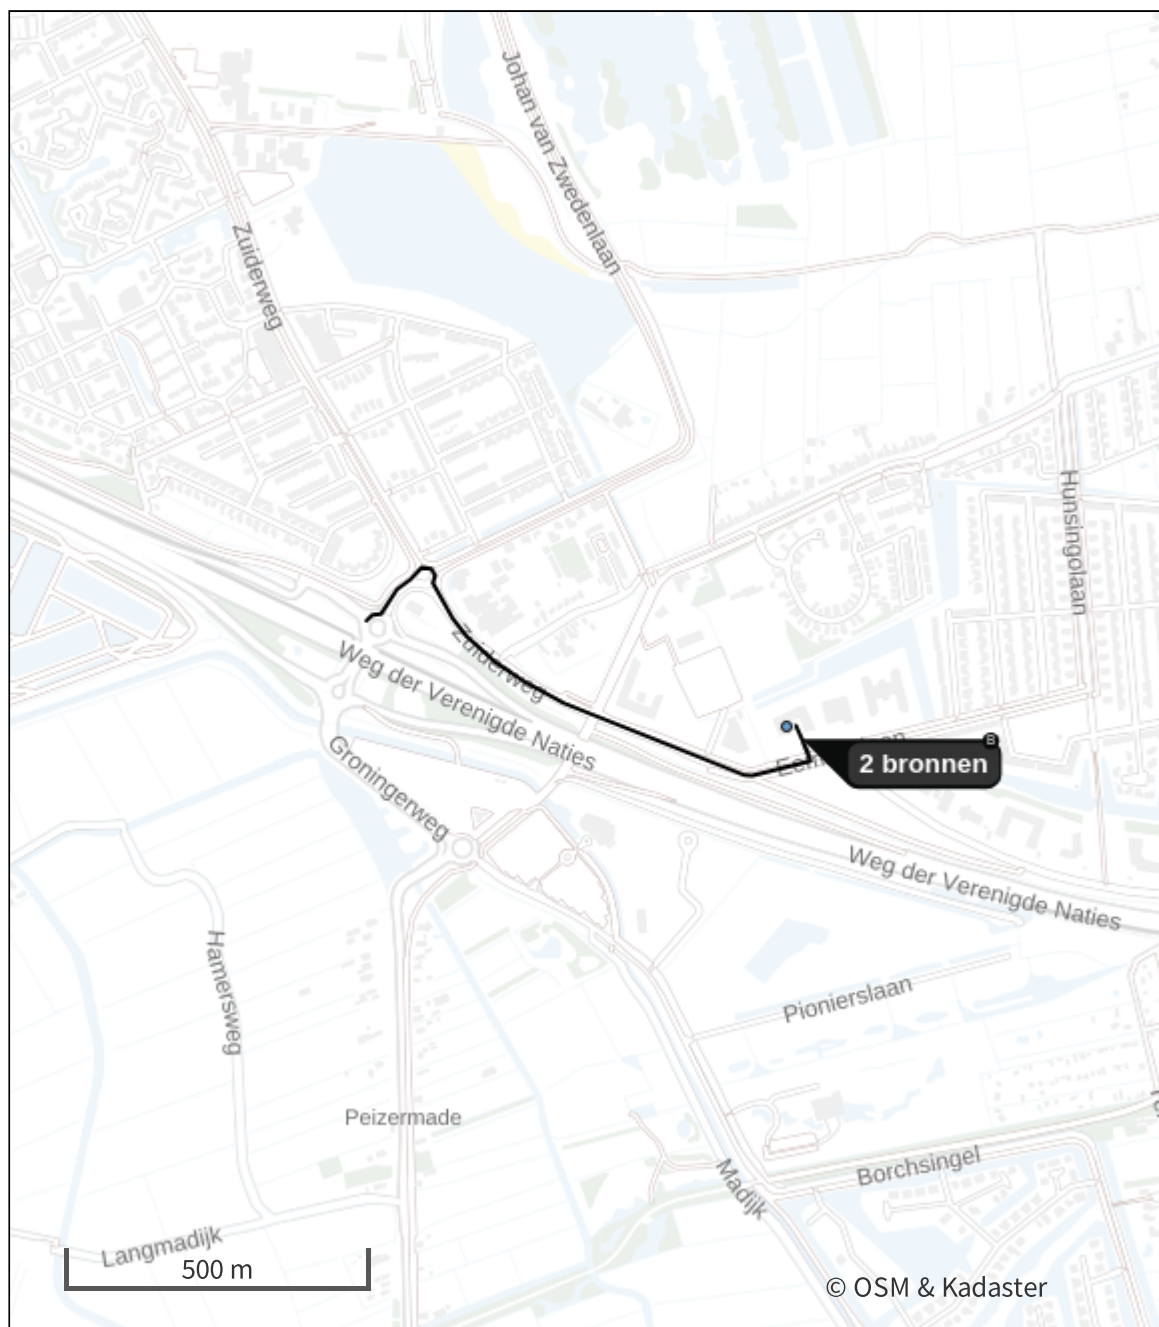 Johan van Zwedenlaan
Zuiderweg
Hunsingolaan
Zuiderweg
Weg der Verenigde Naties
B
2 bronnen
Groningerweg
Weg der Verenigde Naties
Hamersweg
Pionierslaan
Peizermade
Borchsingel
Madijk
Langmadijk
500 m
© OSM & Kadaster